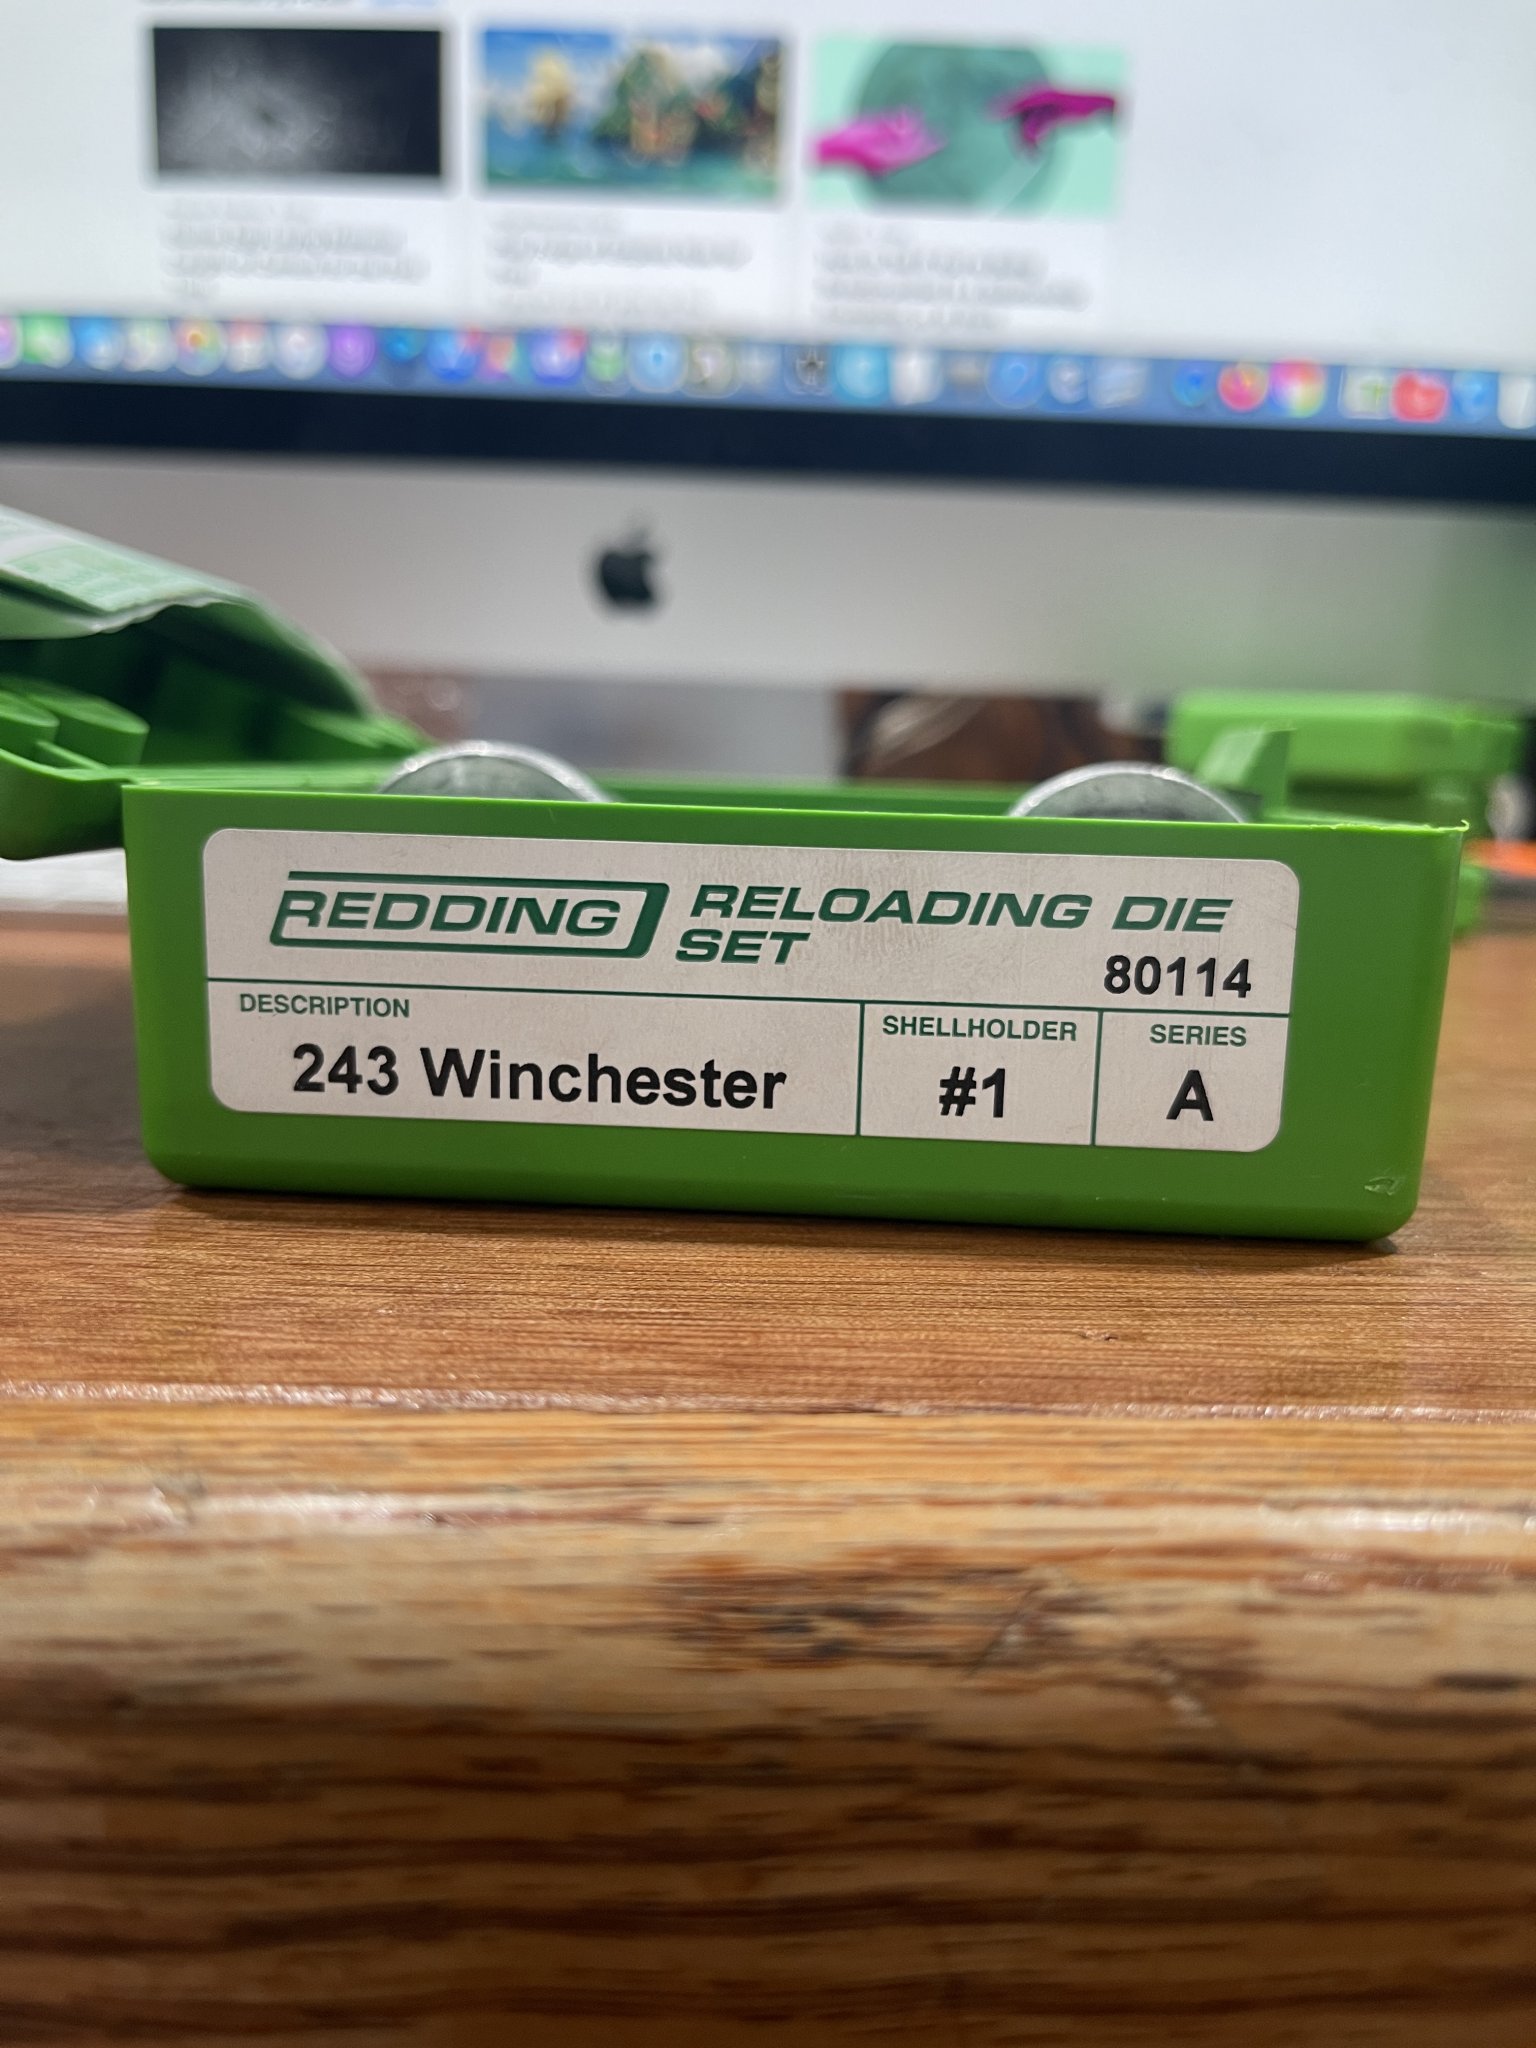 REDDING
RELOADING DIE
SET
80114
DESCRIPTION
243 Winchester
SHELLHOLDER
#1
SERIES
A